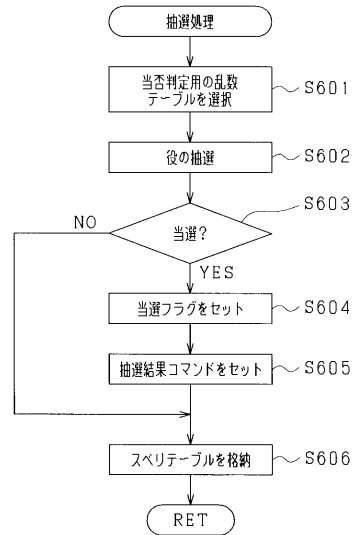 抽選処理
当否判定用の乱数
テーブルを選択
S601
役の抽選
S602
S603
当選?
NO
YES
当選フラグをセット
S604
抽選結果コマンドをセット
S605
スベリテーブルを格納
S606
RET